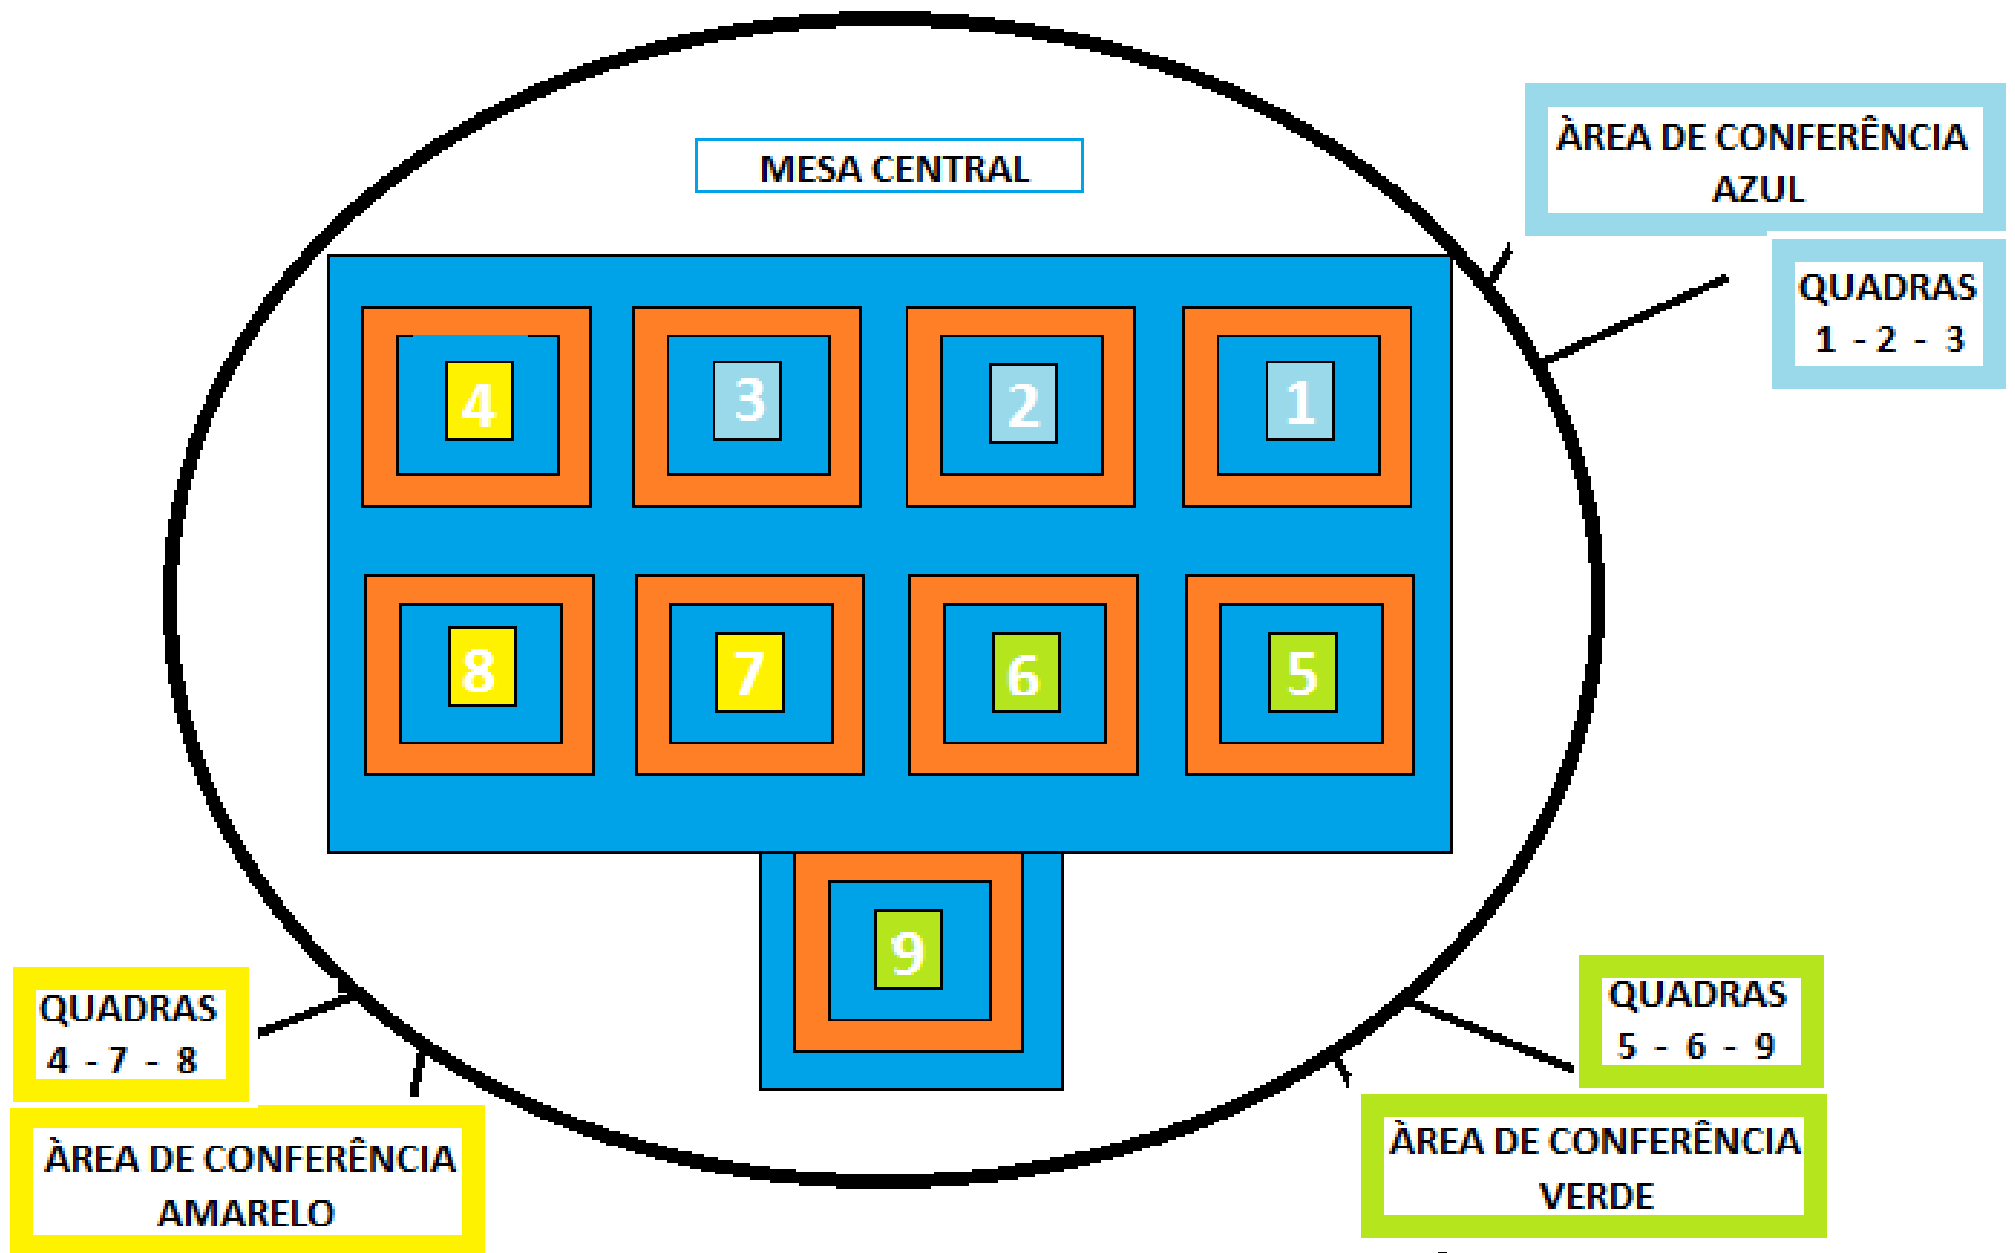 MESA CENTRAL
ÀREA DE CONFERÊNCIA
AZUL
QUADRAS
1 - 2 - 3
4 3 2 1
8 7 6 5
9
QUADRAS
4 - 7 - 8
ÀREA DE CONFERÊNCIA
AMARELO
QUADRAS
5 - 6 - 9
ÀREA DE CONFERÊNCIA
VERDE